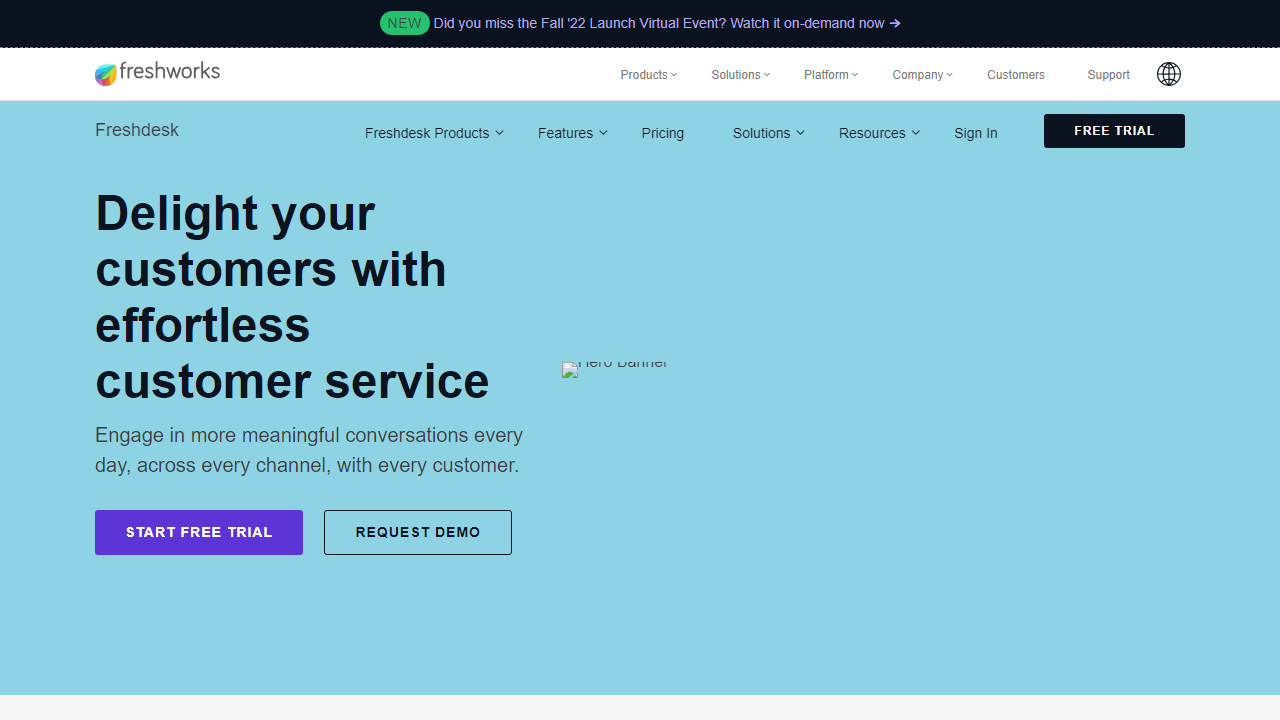 NEW Did you miss the Fall '22 Launch Virtual Event? Watch it on-demand now →
freshworks
Products
Solutions
Platform
Company
Customers
Support
Freshdesk
Freshdesk Products
Features
Pricing
Solutions
Resources
Sign In
FREE TRIAL
Delight your
customers with
effortless
customer service
Hero Banner
Engage in more meaningful conversations every
day, across every channel, with every customer.
START FREE TRIAL
REQUEST DEMO